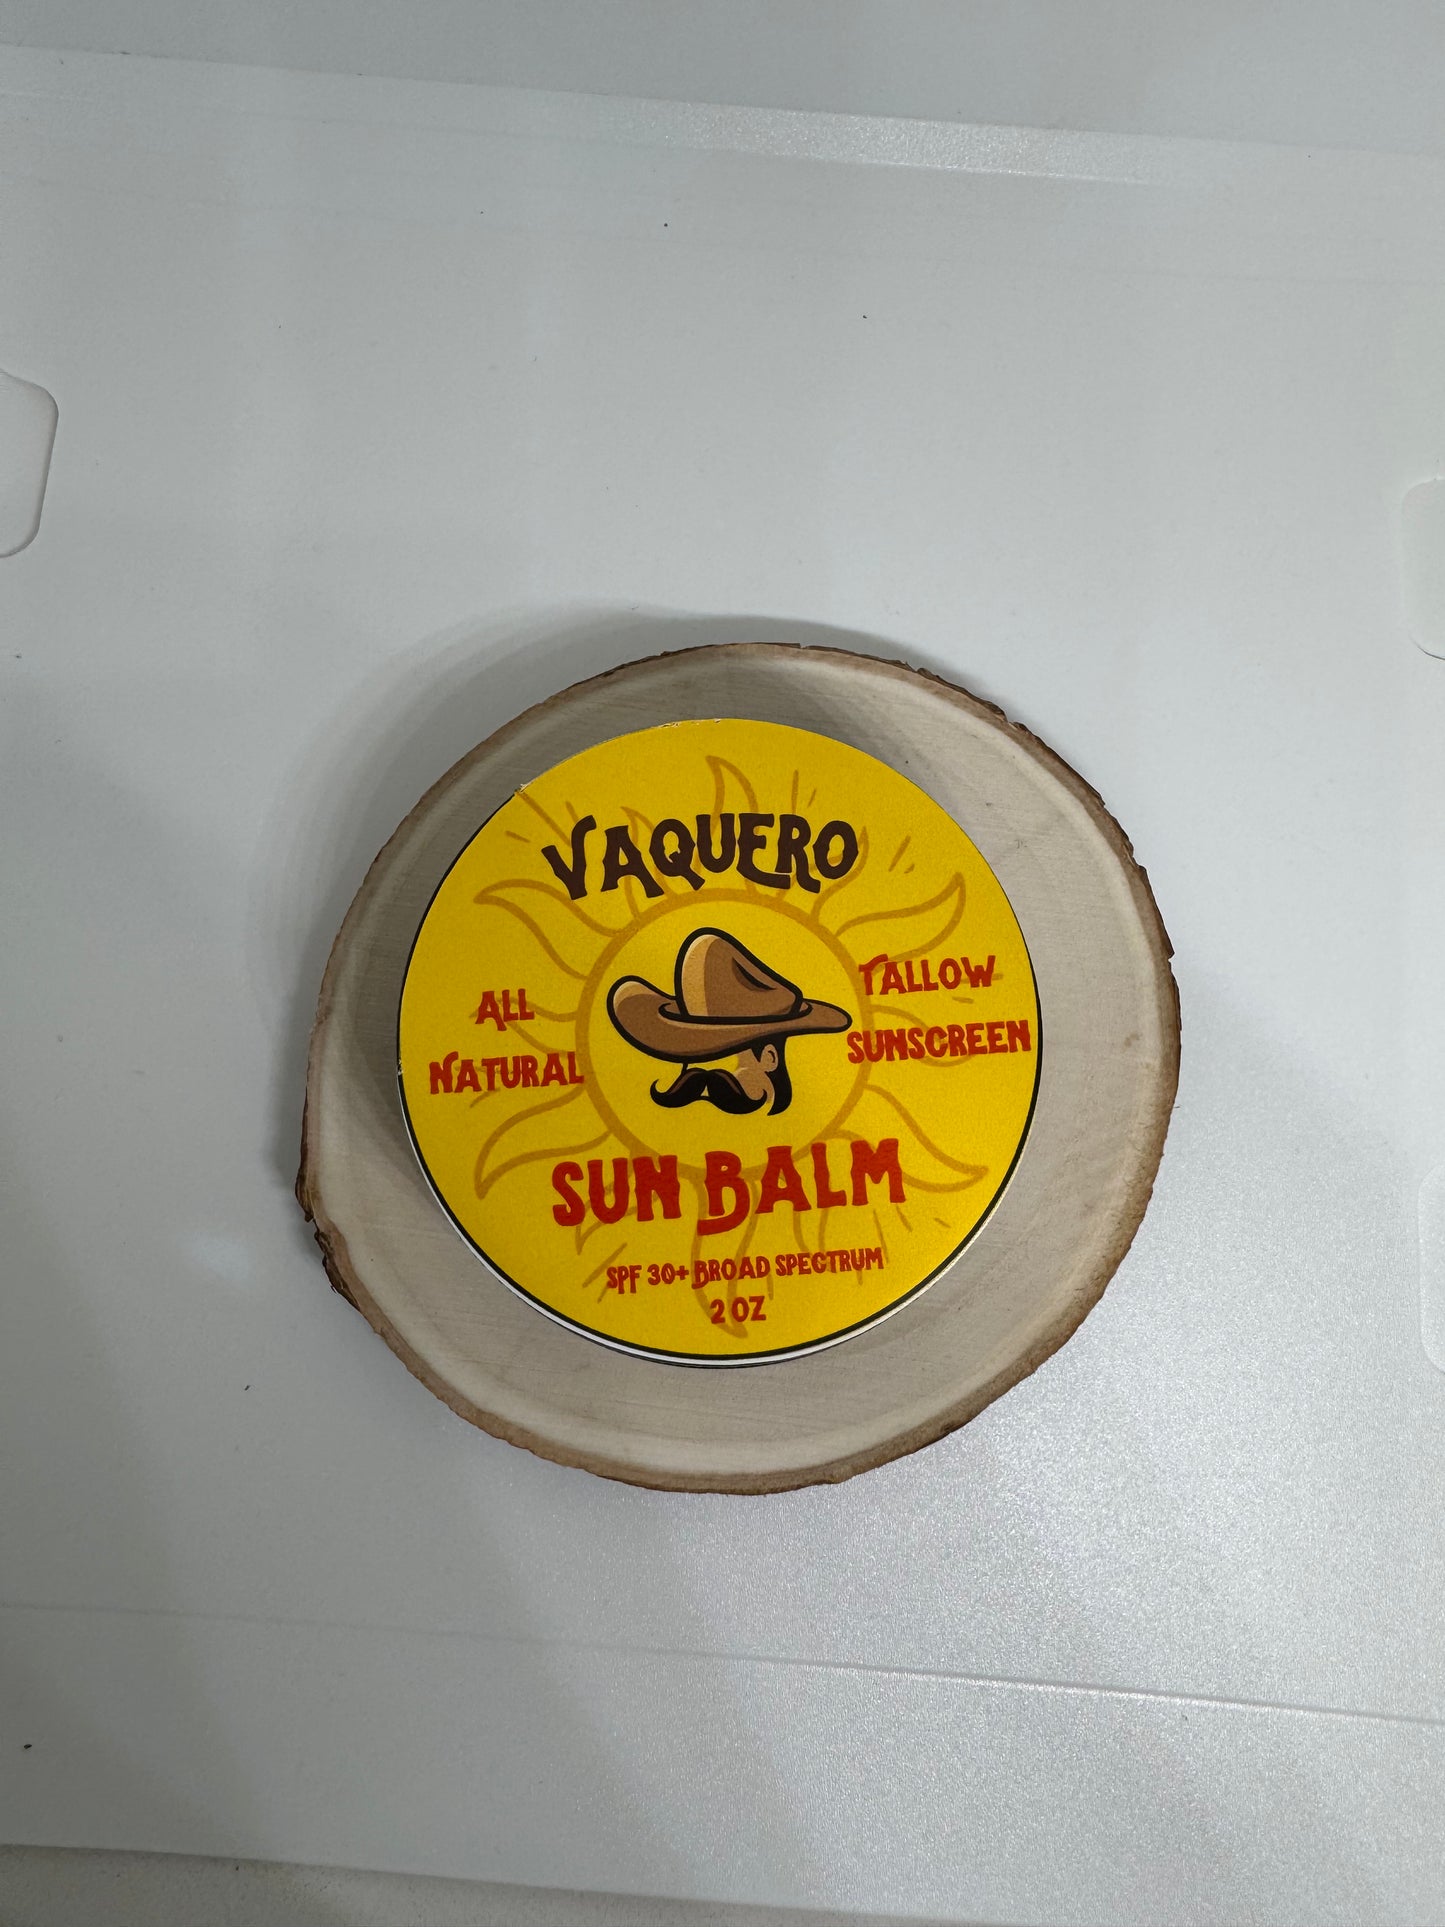 VAQUERO
ALL
NATURAL
TALLOW
SUNSCREEN
SUN BALM
SPF 30+ BROAD SPECTRUM
2 OZ